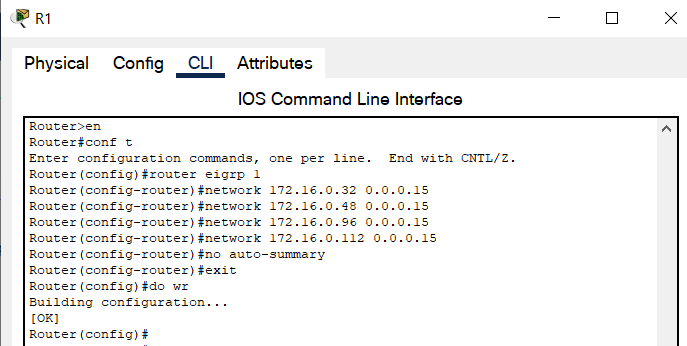 R1
Physical Config CLI Attributes
IOS Command Line Interface
Router>en
Router#conf t
Enter configuration commands, one per line.  End with CNTL/Z.
Router(config)#router eigrp 1
Router(config-router)#network 172.16.0.32 0.0.0.15
Router(config-router)#network 172.16.0.48 0.0.0.15
Router(config-router)#network 172.16.0.96 0.0.0.15
Router(config-router)#network 172.16.0.112 0.0.0.15
Router(config-router)#no auto-summary
Router(config-router)#exit
Router(config)#do wr
Building configuration...
[OK]
Router(config)#